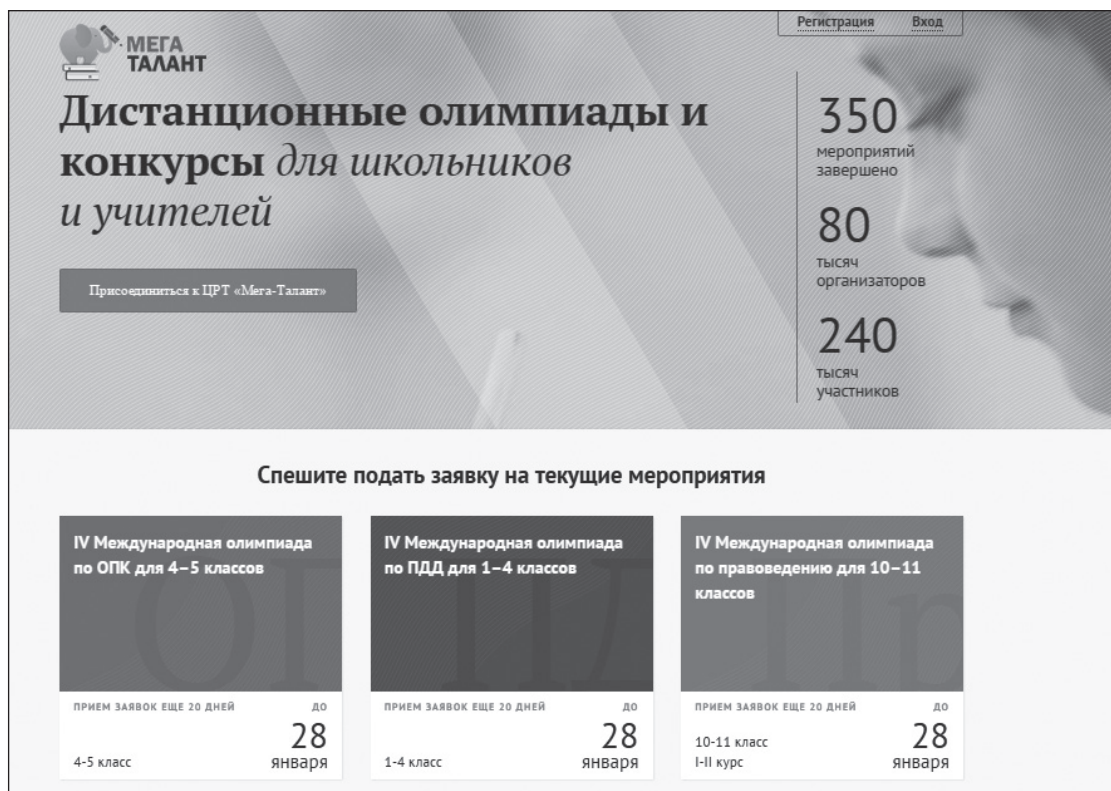 Регистрация Вход
МЕГА
ТАЛАНТ
Дистанционные олимпиады и
конкурсы для школьников
и учителей
Присоединиться к ЦРТ «Мега-Талант»
350
мероприятий
завершено
80
тысяч
организаторов
240
тысяч
участников
Спешите подать заявку на текущие мероприятия
IV Международная олимпиада
по ОПК для 4–5 классов
ОП
ПРИЕМ ЗАЯВОК ЕЩЕ 20 ДНЕЙ ДО
28
4-5 класс января
IV Международная олимпиада
по ПДД для 1–4 классов
ПД
ПРИЕМ ЗАЯВОК ЕЩЕ 20 ДНЕЙ ДО
28
1-4 класс января
IV Международная олимпиада
по правоведению для 10–11
классов
Пр
ПРИЕМ ЗАЯВОК ЕЩЕ 20 ДНЕЙ ДО
10-11 класс 28
I-II курс января